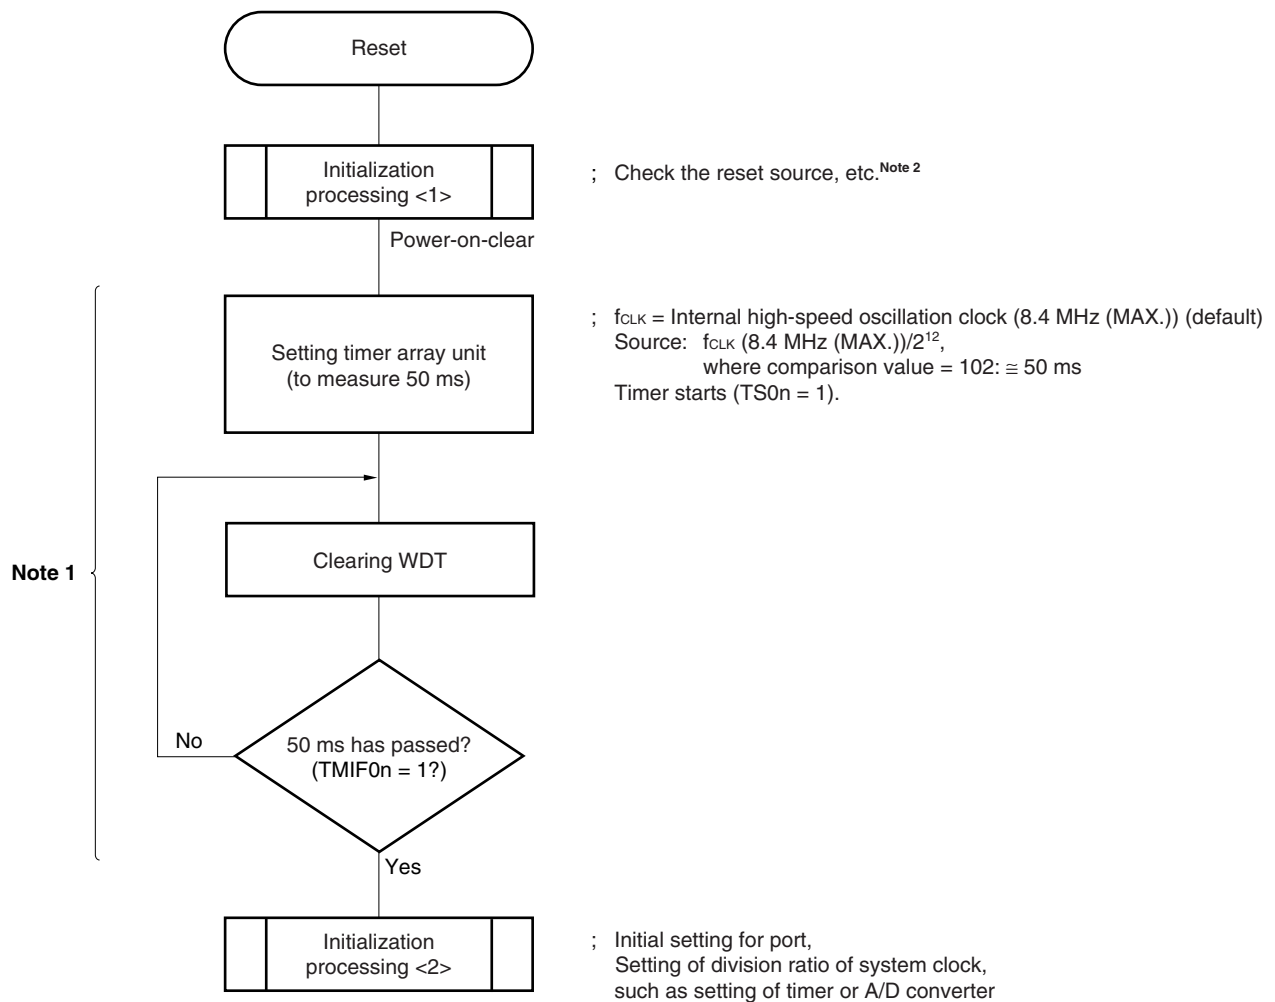 Reset
Initialization
processing <1>
; Check the reset source, etc.Note 2
Power-on-clear
Setting timer array unit
(to measure 50 ms)
; fCLK = Internal high-speed oscillation clock (8.4 MHz (MAX.)) (default)
Source: fCLK (8.4 MHz (MAX.))/2^12,
where comparison value = 102: ≅ 50 ms
Timer starts (TS0n = 1).
Note 1
Clearing WDT
No
50 ms has passed?
(TMIF0n = 1?)
Yes
Initialization
processing <2>
; Initial setting for port,
Setting of division ratio of system clock,
such as setting of timer or A/D converter